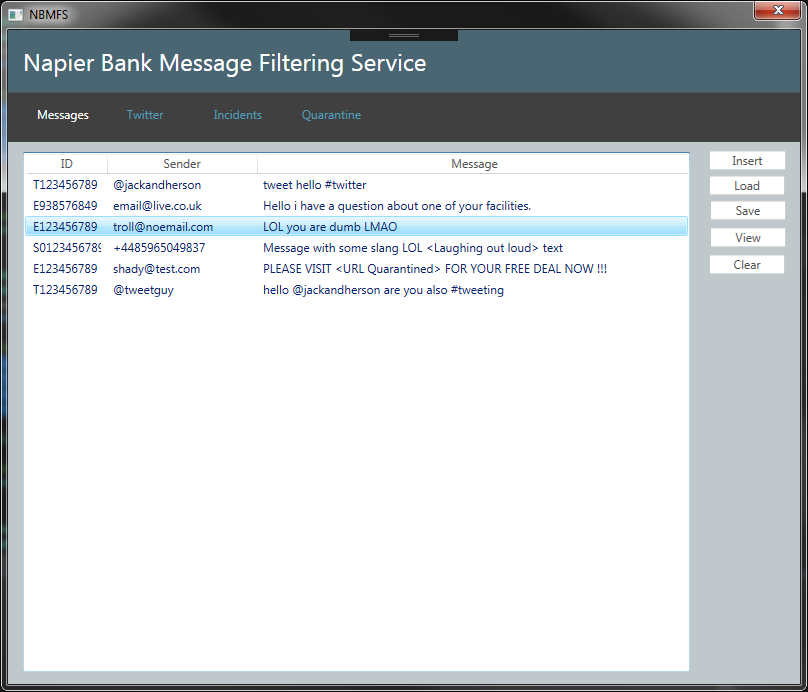 NBMFS
Napier Bank Message Filtering Service
Messages Twitter Incidents Quarantine
ID Sender Message
T123456789 @jackandherson tweet hello #twitter
E938576849 email@live.co.uk Hello i have a question about one of your facilities.
E123456789 troll@noemail.com LOL you are dumb LMAO
S0123456789 +4485965049837 Message with some slang LOL <Laughing out loud> text
E123456789 shady@test.com PLEASE VISIT <URL Quarantined> FOR YOUR FREE DEAL NOW !!!
T123456789 @tweetguy hello @jackandherson are you also #tweeting
Insert
Load
Save
View
Clear